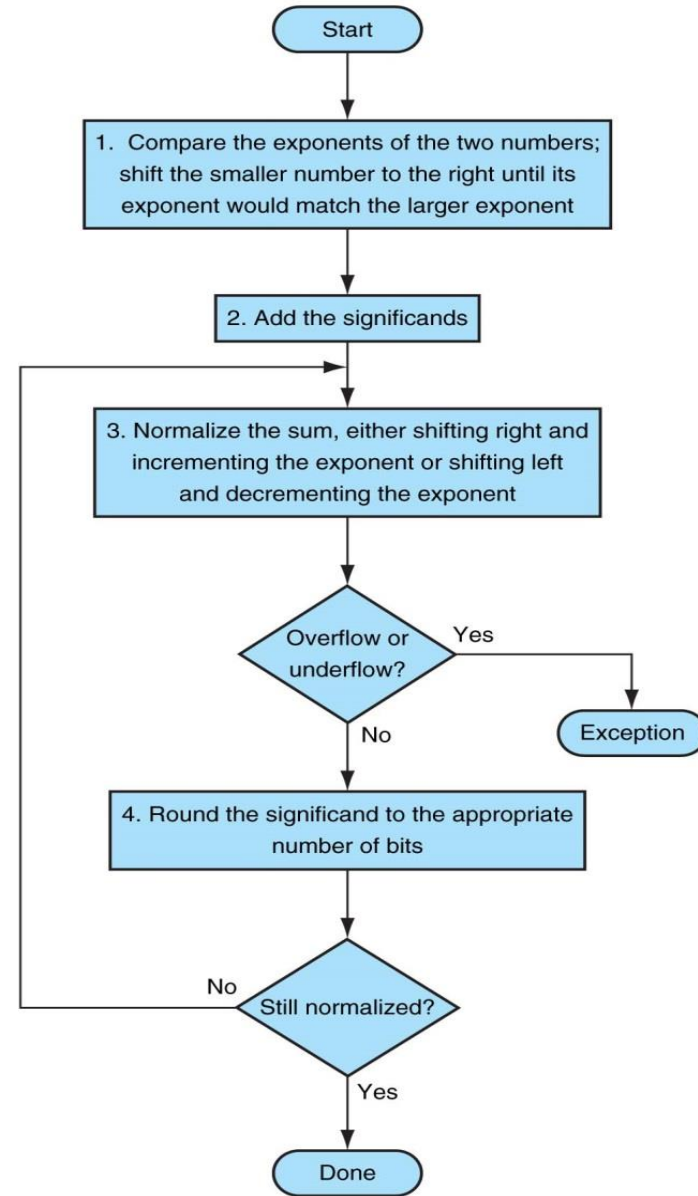 Start
1. Compare the exponents of the two numbers;
shift the smaller number to the right until its
exponent would match the larger exponent
2. Add the significands
3. Normalize the sum, either shifting right and
incrementing the exponent or shifting left
and decrementing the exponent
Overflow or
underflow?
Yes
Exception
No
4. Round the significand to the appropriate
number of bits
No
Still normalized?
Yes
Done